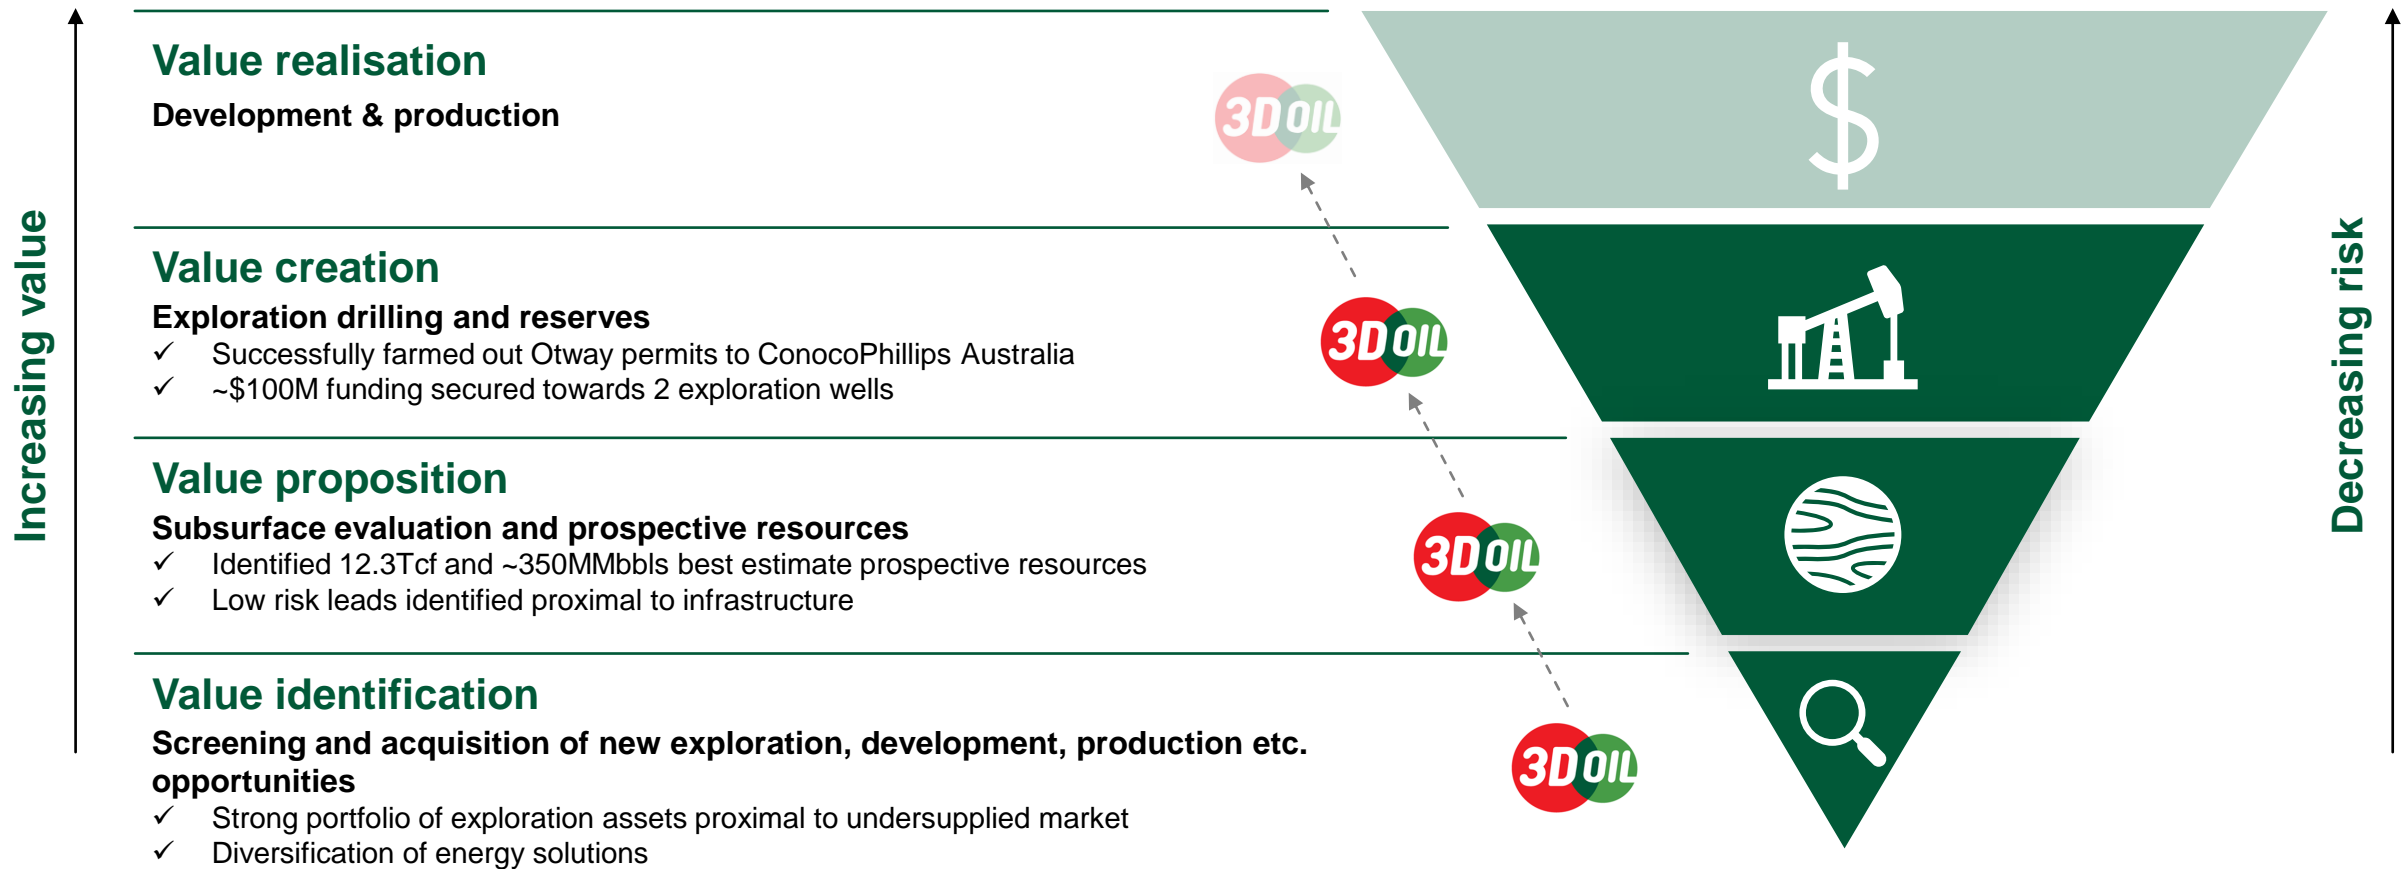 Value realisation
Development & production
3D OIL
Value creation
Exploration drilling and reserves
✓ Successfully farmed out Otway permits to ConocoPhillips Australia
✓ ~$100M funding secured towards 2 exploration wells
3D OIL
Value proposition
Subsurface evaluation and prospective resources
✓ Identified 12.3Tcf and ~350MMbbls best estimate prospective resources
✓ Low risk leads identified proximal to infrastructure
3D OIL
Value identification
Screening and acquisition of new exploration, development, production etc.
opportunities
✓ Strong portfolio of exploration assets proximal to undersupplied market
✓ Diversification of energy solutions
3D OIL
$
Increasing value
Decreasing risk